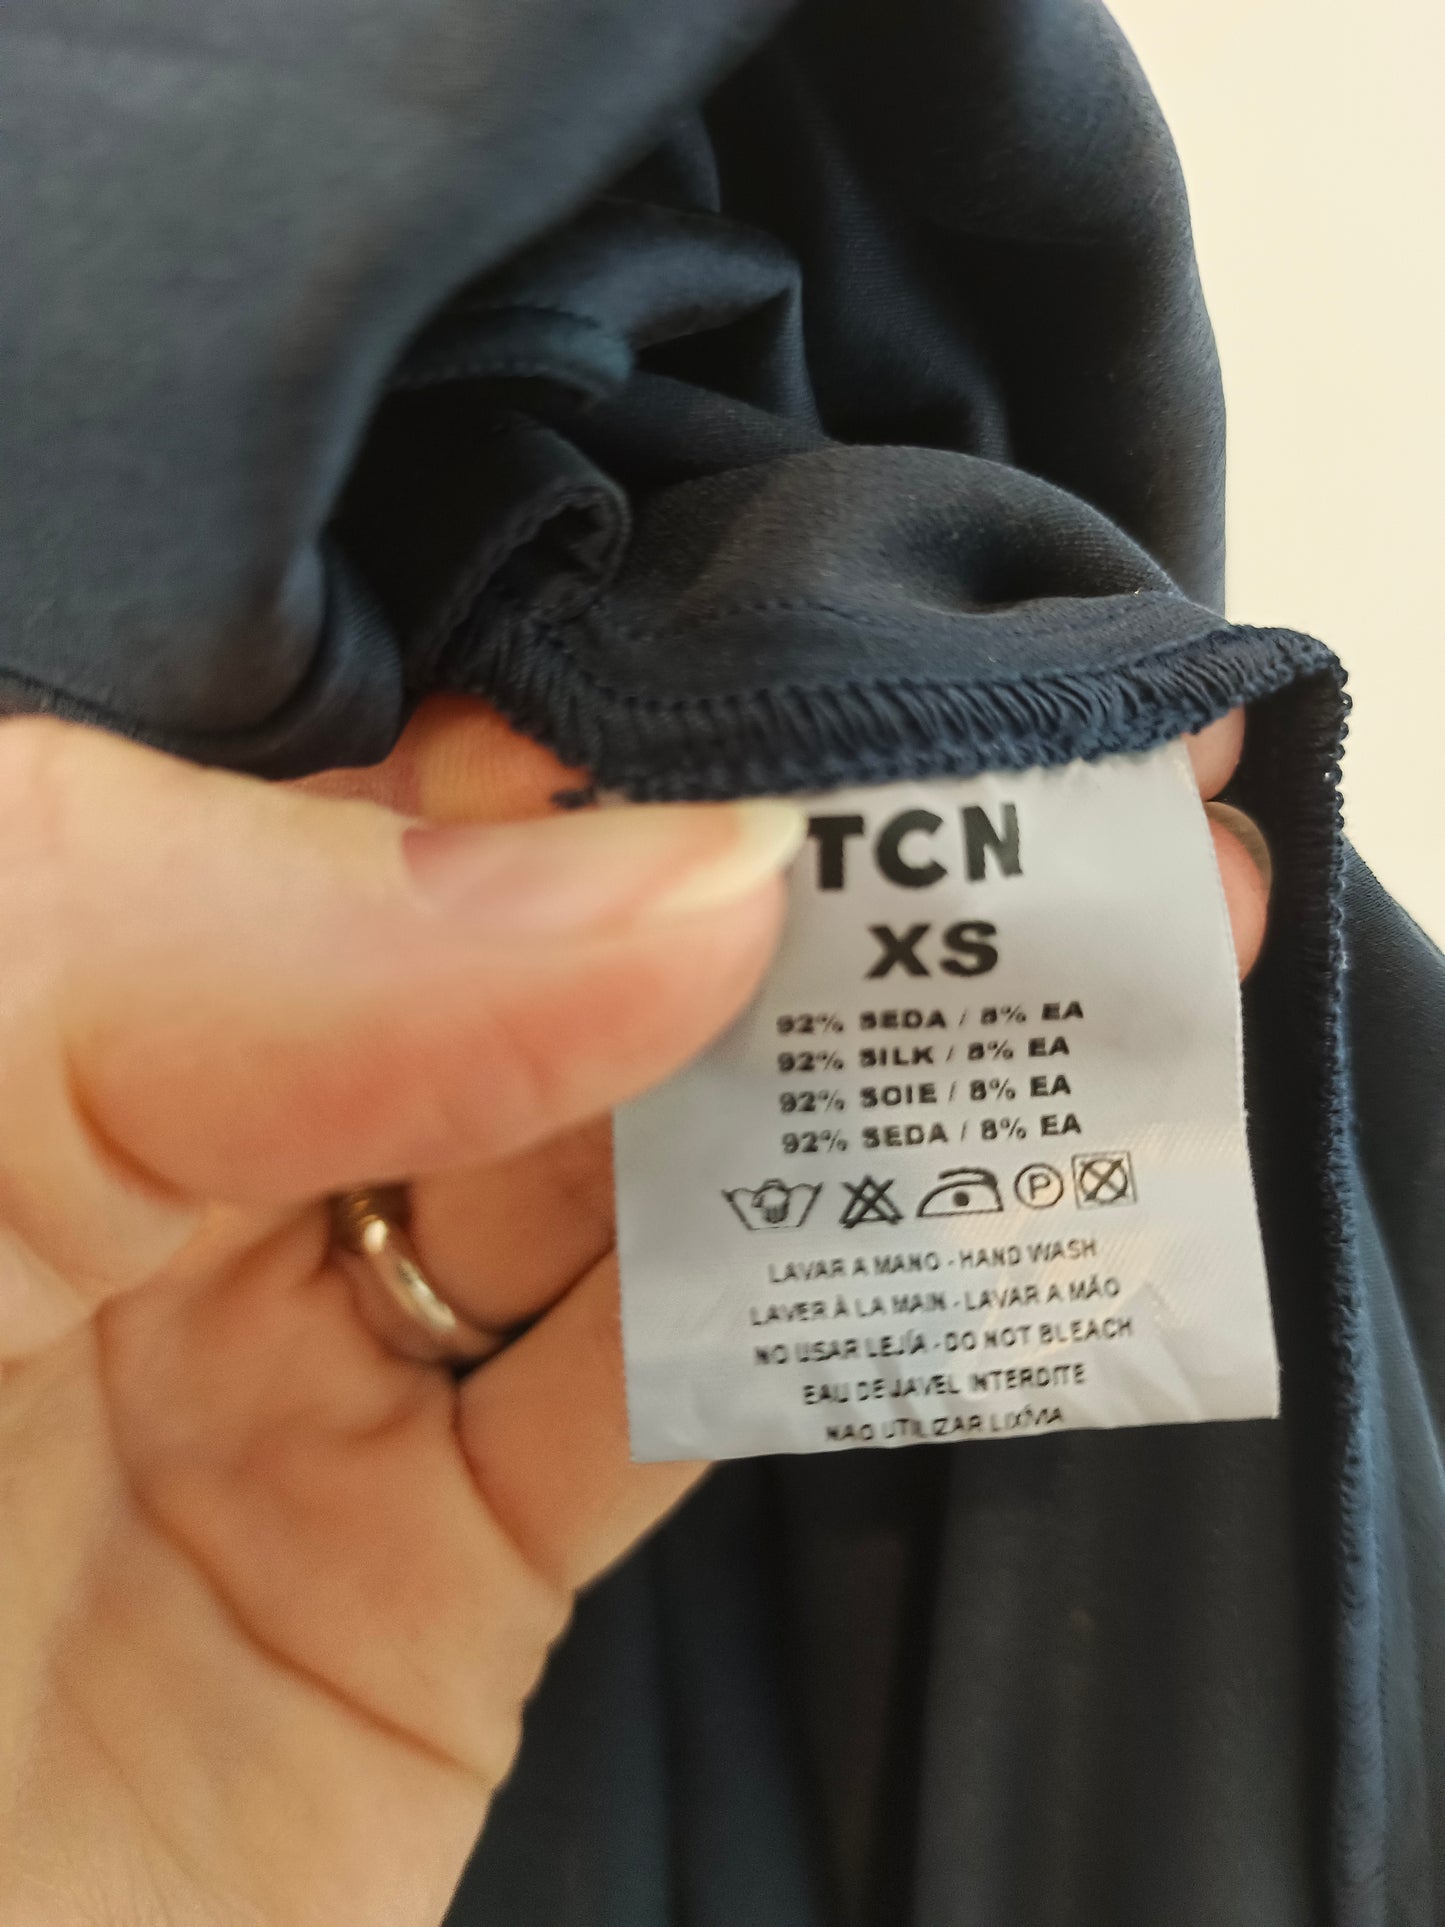 TCN
XS
92% SEDA / 8% EA
92% SILK / 8% EA
92% SOIE / 8% EA
92% SEDA / 8% EA
P
LAVAR A MANO - HAND WASH
LAVER À LA MAIN - LAVAR A MÃO
NO USAR LEJÍA - DO NOT BLEACH
EAU DE JAVEL INTERDITE
NAO UTILIZAR LIXÍVIA